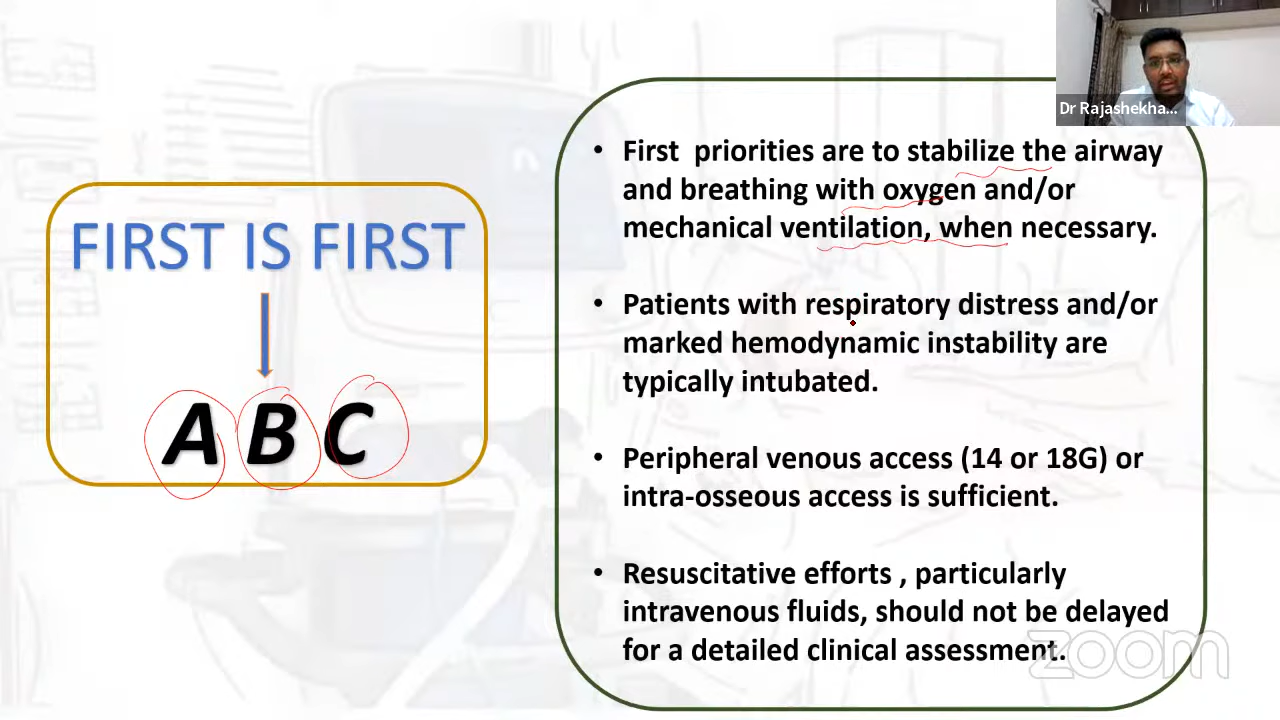 Dr Rajashekha...
FIRST IS FIRST
A B C
• First priorities are to stabilize the airway
and breathing with oxygen and/or
mechanical ventilation, when necessary.
• Patients with respiratory distress and/or
marked hemodynamic instability are
typically intubated.
• Peripheral venous access (14 or 18G) or
intra-osseous access is sufficient.
• Resuscitative efforts , particularly
intravenous fluids, should not be delayed
for a detailed clinical assessment.
zoom